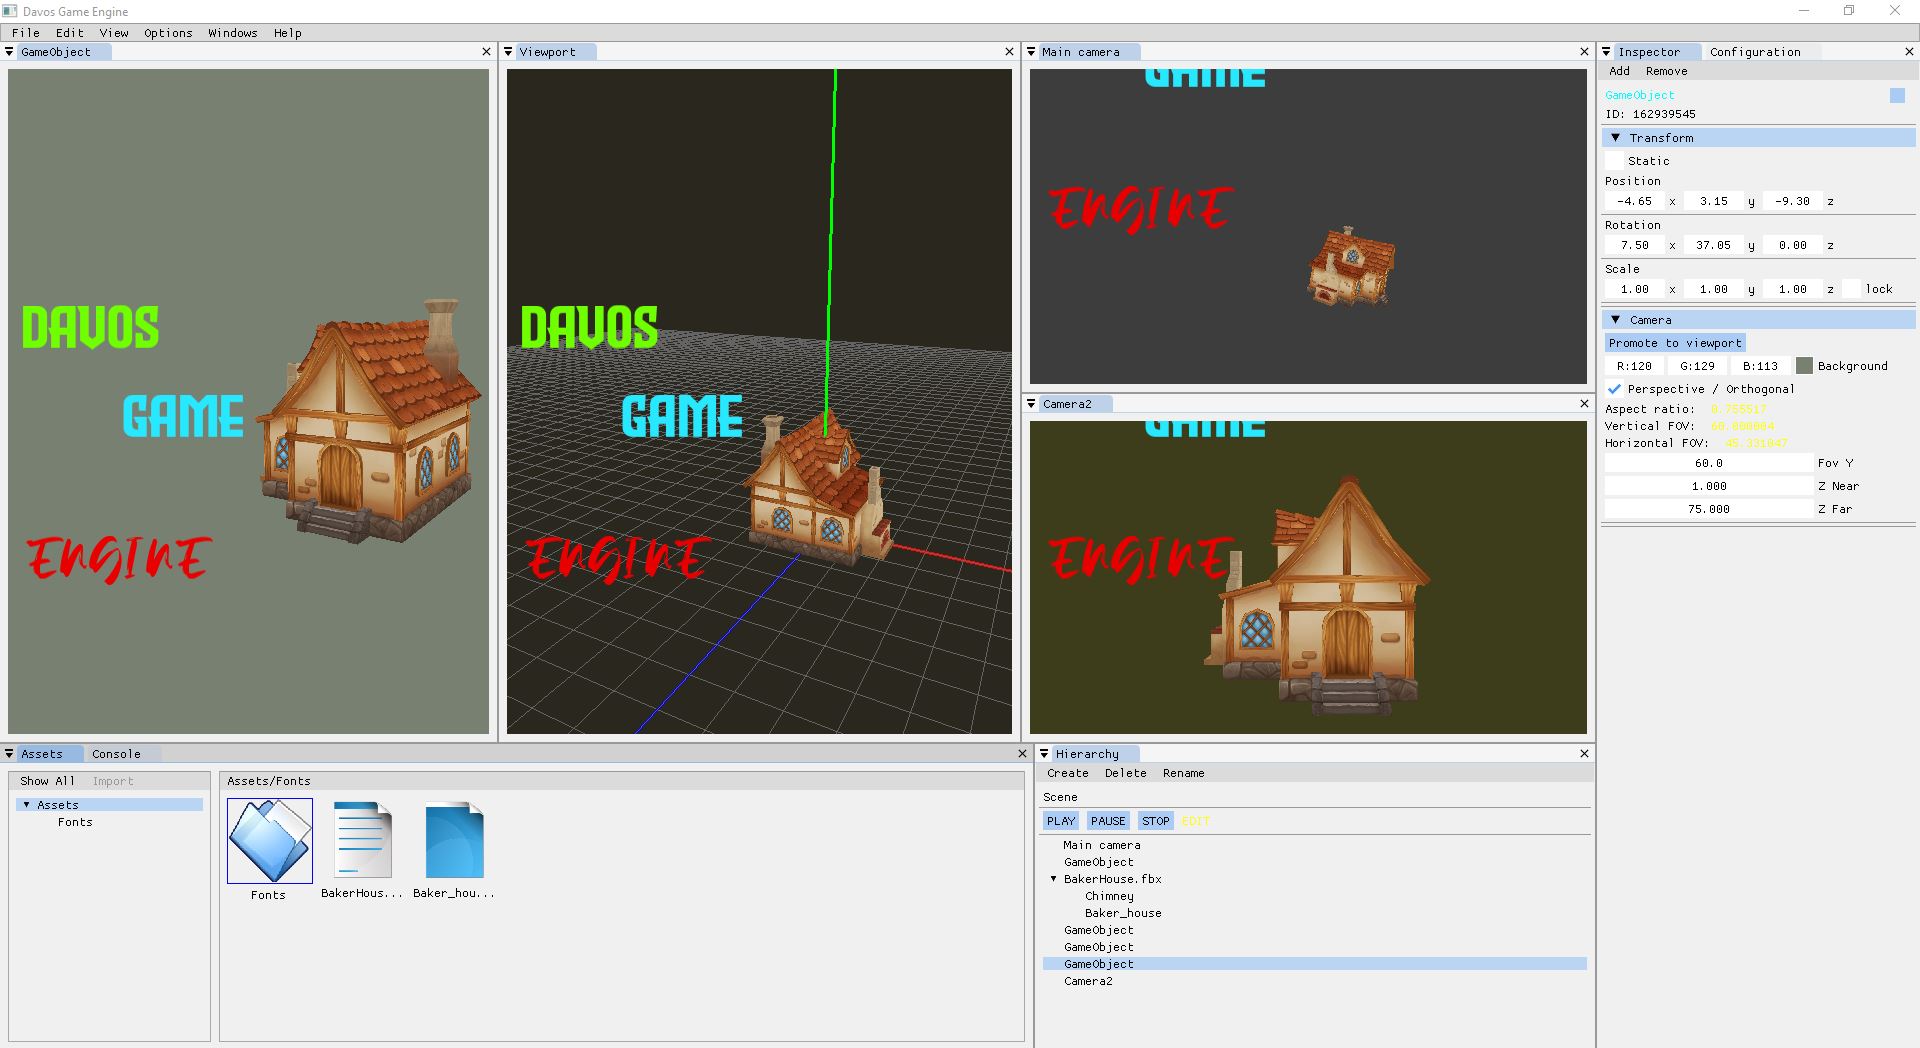 Davos Game Engine
File Edit View Options Windows Help
GameObject
DAVOS
GAME
ENGINE
Viewport
DAVOS
GAME
ENGINE
Main camera
GAME
ENGINE
Camera2
GAME
ENGINE
Inspector Configuration
Add Remove
GameObject
ID: 162939545
Transform
Static
Position
-4.65 x 3.15 y -9.30 z
Rotation
7.50 x 37.05 y 0.00 z
Scale
1.00 x 1.00 y 1.00 z lock
Camera
Promote to viewport
R:120 G:129 B:113 Background
Perspective / Orthogonal
Aspect ratio: 0.755517
Vertical FOV: 60.000004
Horizontal FOV: 45.331047
60.0 Fov Y
1.000 Z Near
75.000 Z Far
Assets Console
Show All Import
Assets
Fonts
Assets/Fonts
Fonts
BakerHous...
Baker_hou...
Hierarchy
Create Delete Rename
Scene
PLAY PAUSE STOP EDIT
Main camera
GameObject
BakerHouse.fbx
Chimney
Baker_house
GameObject
GameObject
GameObject
Camera2